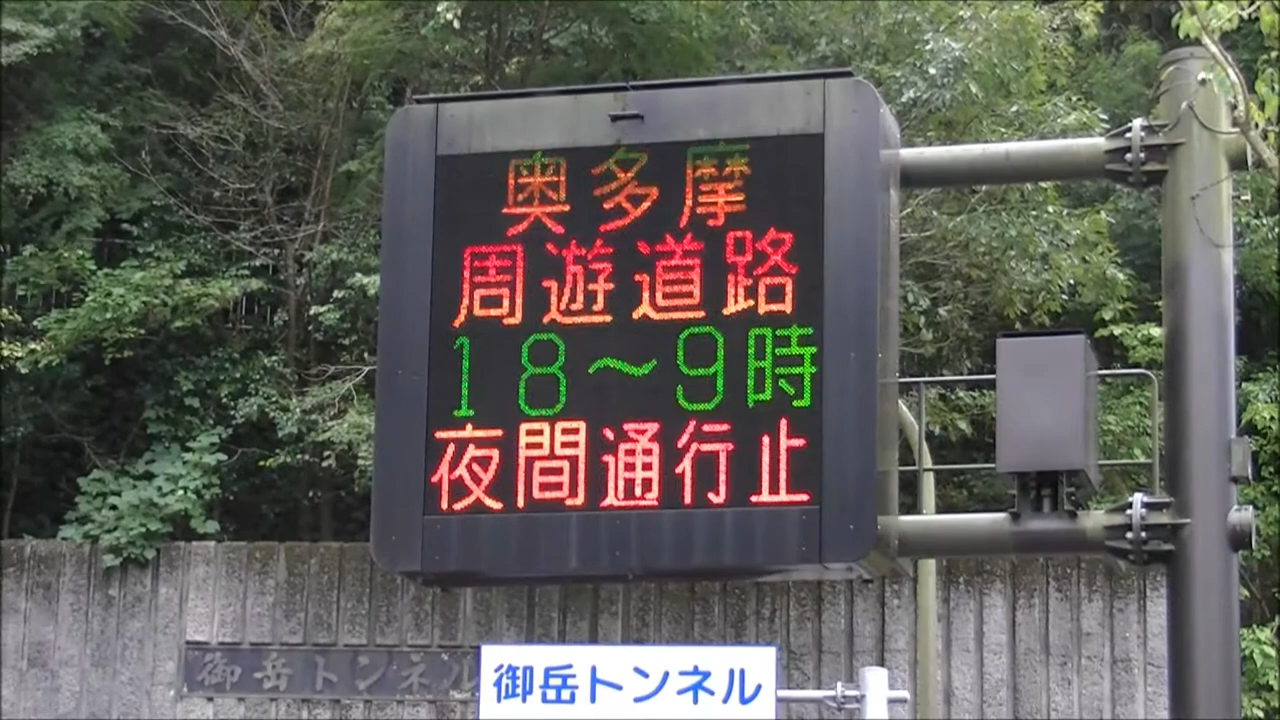 奥多摩
周遊道路
18～9時
夜間通行止
御岳トンネル
御岳トンネル